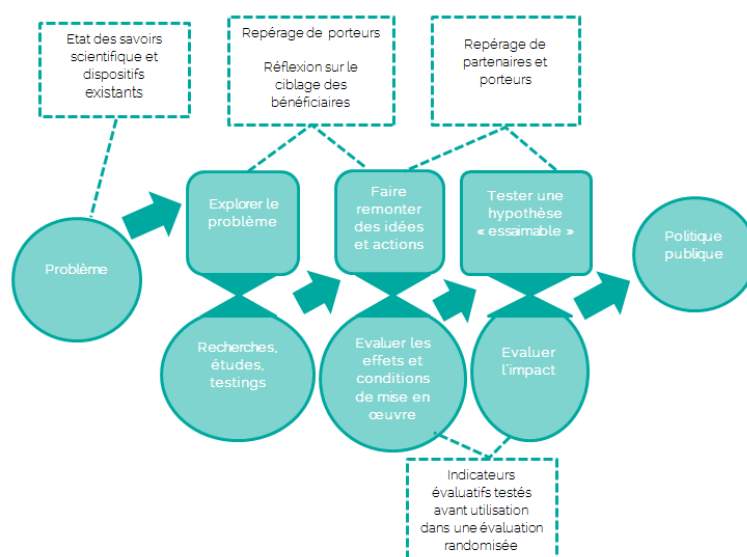 Etat des savoirs
scientifique et
dispositifs
existants
Repérage de porteurs
Réflexion sur le
ciblage des
bénéficiaires
Repérage de
partenaires et
porteurs
Problème
Explorer le
problème
Faire
remonter
des idées
et actions
Tester une
hypothèse
« essaimable »
Politique
publique
Recherches,
études,
testings
Evaluer les
effets et
conditions
de mise en
œuvre
Evaluer
l'impact
Indicateurs
évaluatifs testés
avant utilisation
dans une évaluation
randomisée